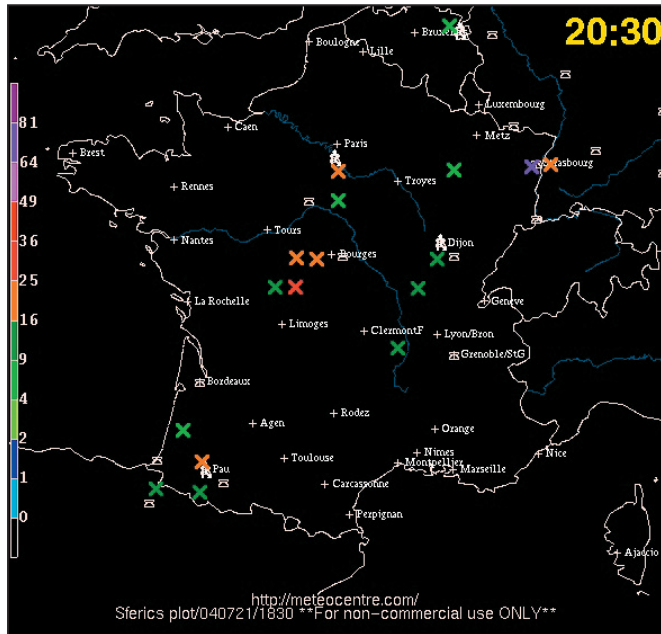 20:30
Bruxelles
Boulogne
Lille
Luxembourg
Caen
Metz
Paris
Brest
Strasbourg
Troyes
Rennes
Tours
Nantes
Dijon
Bourges
La Rochelle
Geneve
Limoges
ClermontF
Lyon/Bron
Grenoble/StG
Bordeaux
Rodez
Agen
Orange
Toulouse
Nimes
Nice
Montpellier
Marseille
Pau
Carcassonne
Perpignan
Ajaccio
81
64
49
36
25
16
9
4
2
1
0
http://meteocentre.com/
Sferics plot/040721/1830 **For non-commercial use ONLY**